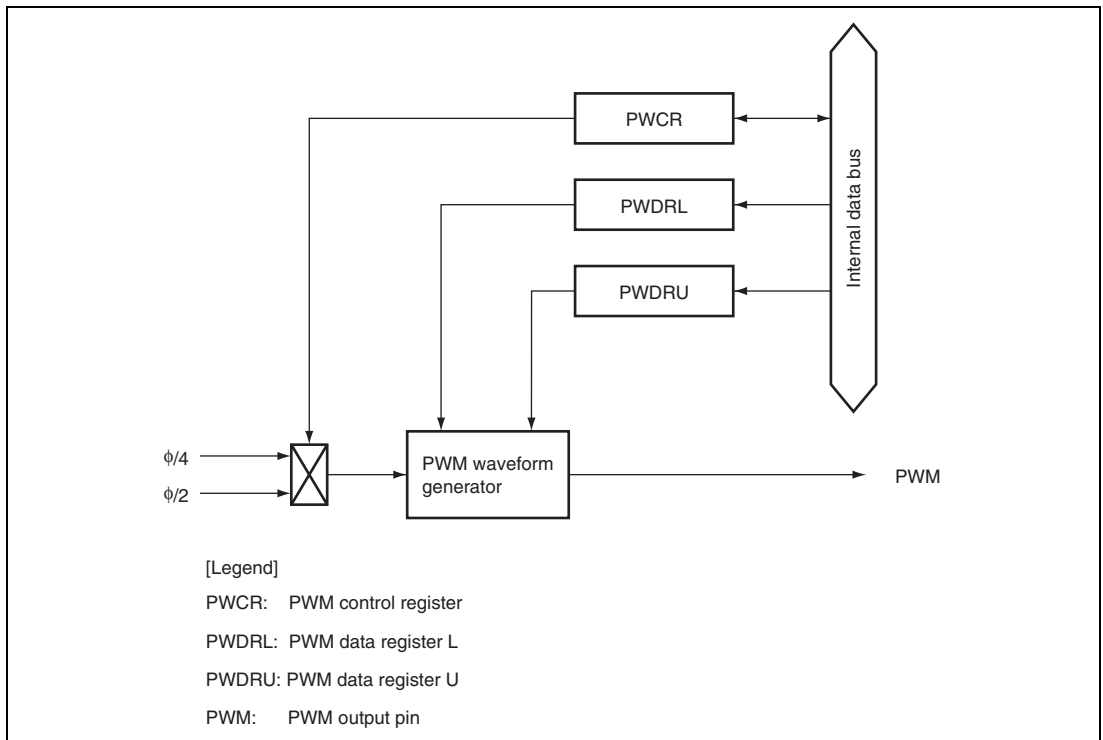 PWCR
PWDRL
PWDRU
Internal data bus
ϕ/4
ϕ/2
PWM waveform
generator
PWM
[Legend]
PWCR: PWM control register
PWDRL: PWM data register L
PWDRU: PWM data register U
PWM: PWM output pin